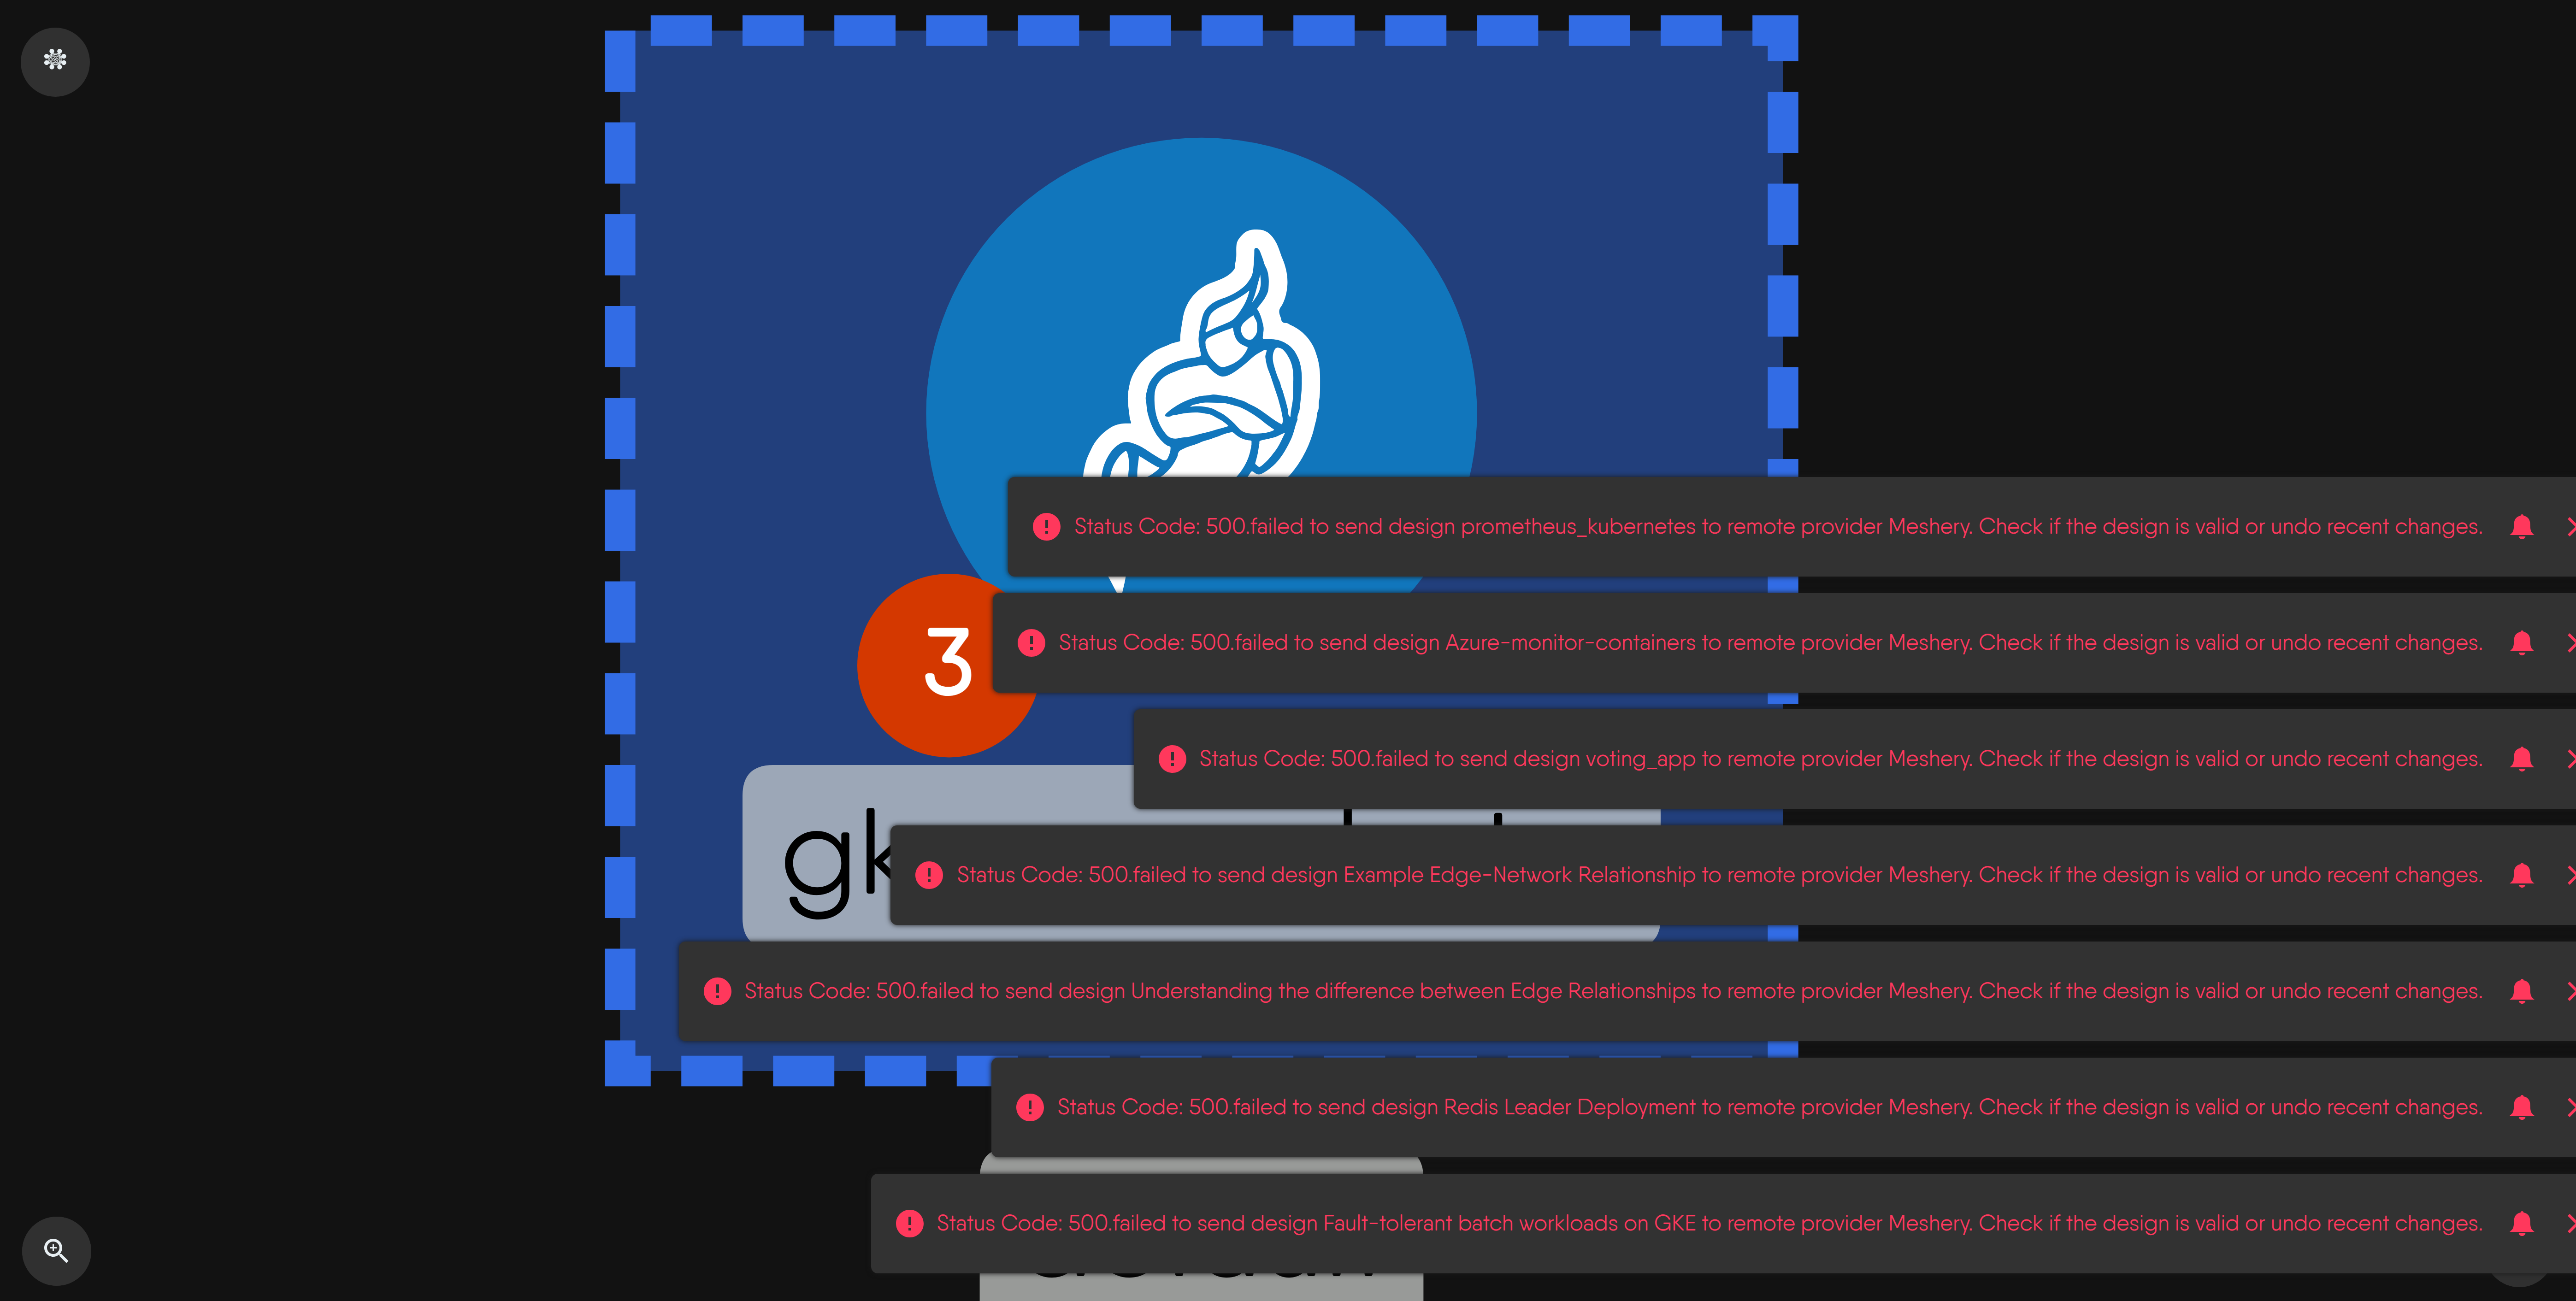 Status Code: 500.failed to send design prometheus_kubernetes to remote provider Meshery. Check if the design is valid or undo recent changes.
Status Code: 500.failed to send design Azure-monitor-containers to remote provider Meshery. Check if the design is valid or undo recent changes.
3
Status Code: 500.failed to send design voting_app to remote provider Meshery. Check if the design is valid or undo recent changes.
Status Code: 500.failed to send design Example Edge-Network Relationship to remote provider Meshery. Check if the design is valid or undo recent changes.
Status Code: 500.failed to send design Understanding the difference between Edge Relationships to remote provider Meshery. Check if the design is valid or undo recent changes.
Status Code: 500.failed to send design Redis Leader Deployment to remote provider Meshery. Check if the design is valid or undo recent changes.
Status Code: 500.failed to send design Fault-tolerant batch workloads on GKE to remote provider Meshery. Check if the design is valid or undo recent changes.